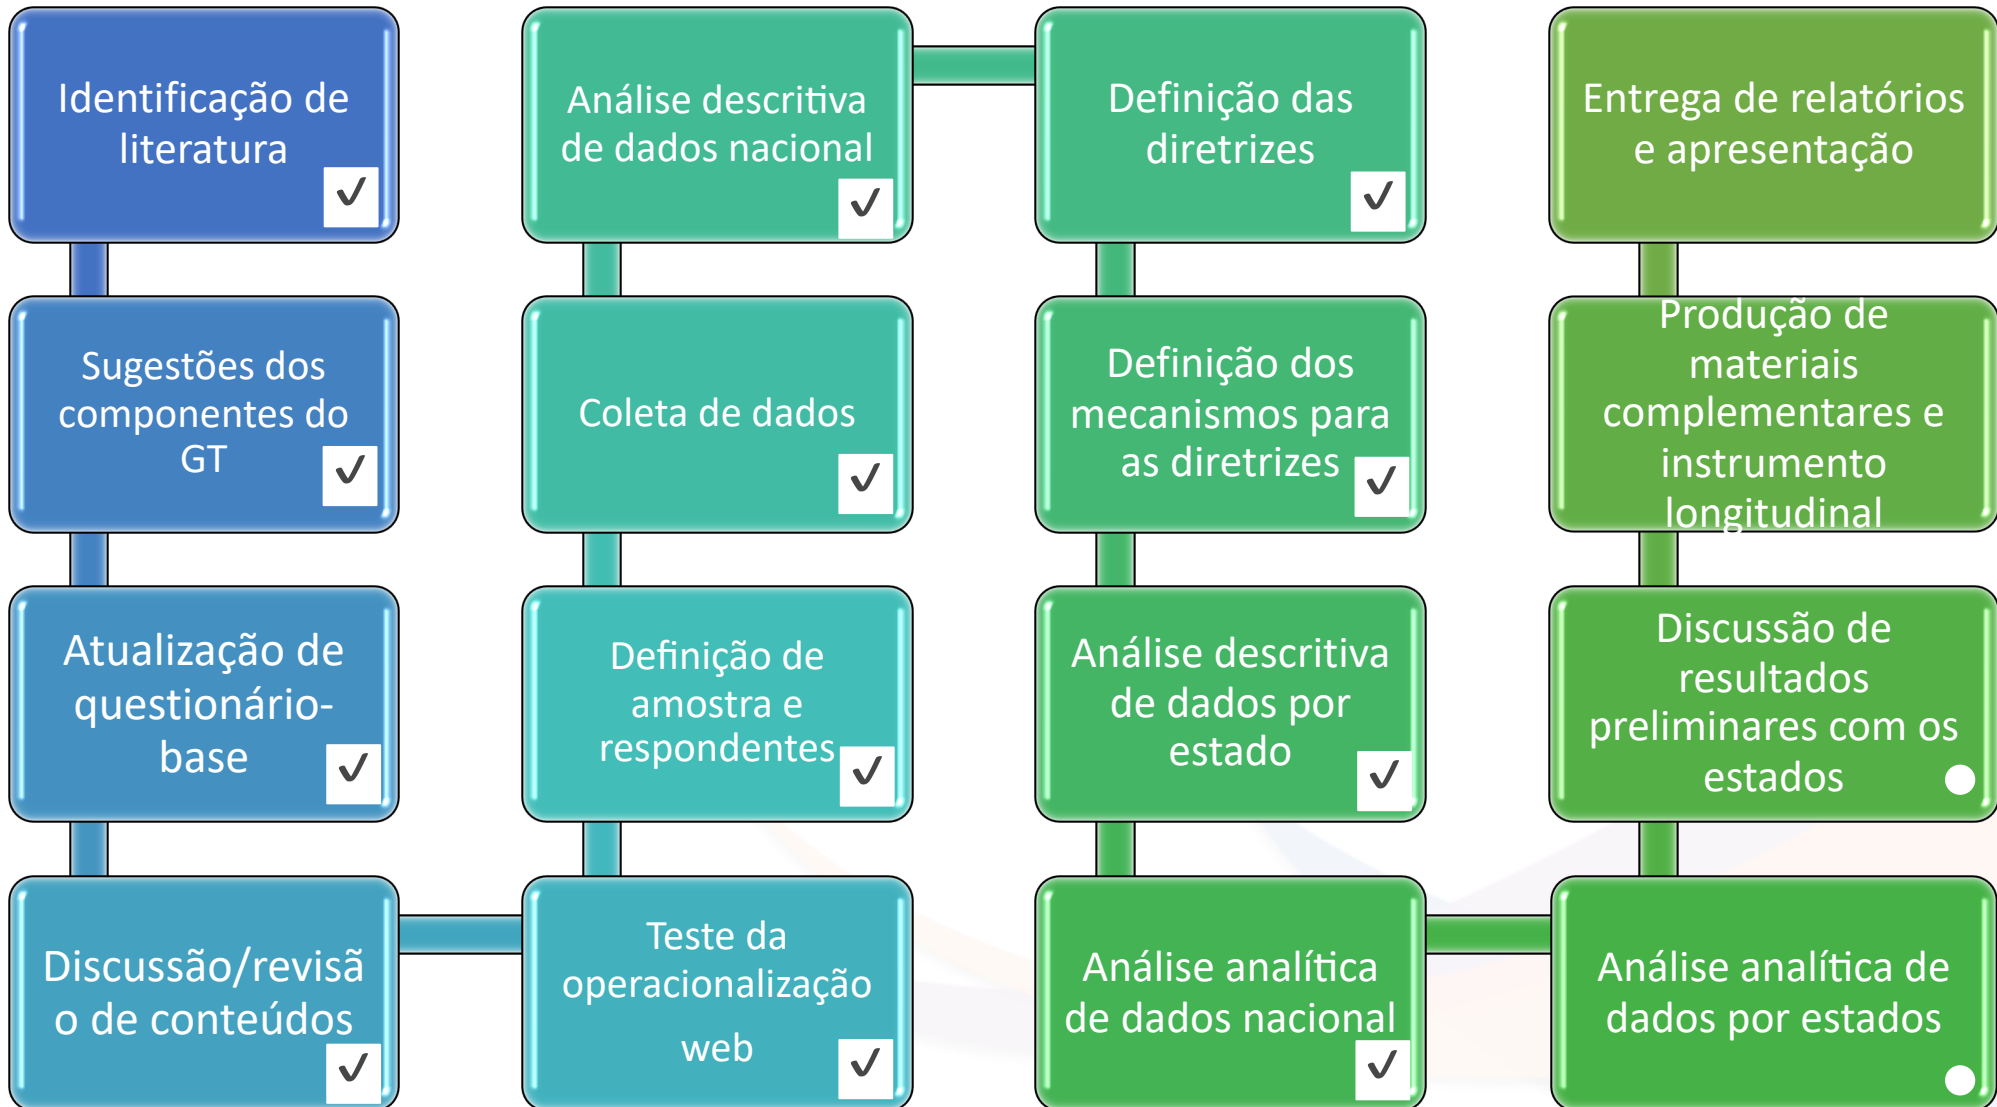 Identificação de
literatura
✓
Sugestões dos
componentes do
GT
✓
Atualização de
questionário-
base
✓
Discussão/revisã
o de conteúdos
✓
Teste da
operacionalização
web
✓
Definição de
amostra e
respondentes
✓
Coleta de dados
✓
Análise descritiva
de dados nacional
✓
Definição das
diretrizes
✓
Definição dos
mecanismos para
as diretrizes
✓
Análise descritiva
de dados por
estado
✓
Análise analítica
de dados nacional
✓
Análise analítica de
dados por estados
Discussão de
resultados
preliminares com os
estados
Produção de
materiais
complementares e
instrumento
longitudinal
Entrega de relatórios
e apresentação